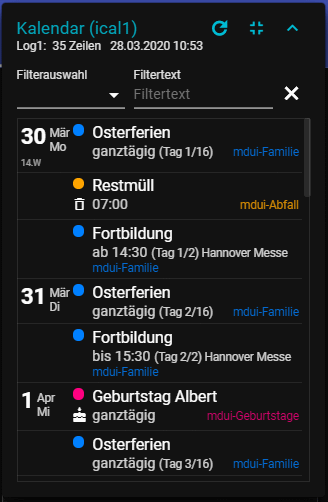 Kalendar (ical1)
Log1: 35 Zeilen 28.03.2020 10:53
Filterauswahl Filtertext
Filtertext
30 Mär Osterferien
Mo ganztägig (Tag 1/16) mdui-Familie
14.W
Restmüll
07:00 mdui-Abfall
Fortbildung
ab 14:30 (Tag 1/2) Hannover Messe
mdui-Familie
31 Mär Osterferien
Di ganztägig (Tag 2/16) mdui-Familie
Fortbildung
bis 15:30 (Tag 2/2) Hannover Messe
mdui-Familie
1 Apr Geburtstag Albert
Mi ganztägig mdui-Geburtstage
Osterferien
ganztägig (Tag 3/16) mdui-Familie